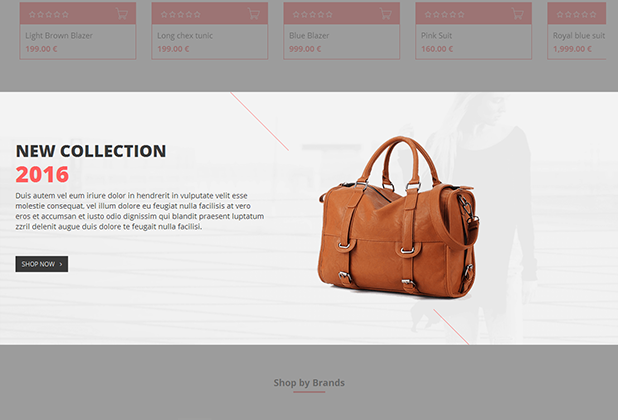 Light Brown Blazer
199.00 €
Long chex tunic
199.00 €
Blue Blazer
999.00 €
Pink Suit
160.00 €
Royal blue suit
1,999.00 €
NEW COLLECTION
2016
Duis autem vel eum iriure dolor in hendrerit in vulputate velit esse
molestie consequat, vel illum dolore eu feugiat nulla facilisis at vero
eros et accumsan et iusto odio dignissim qui blandit praesent luptatum
zzril delenit augue duis dolore te feugait nulla facilisi.
SHOP NOW >
Shop by Brands